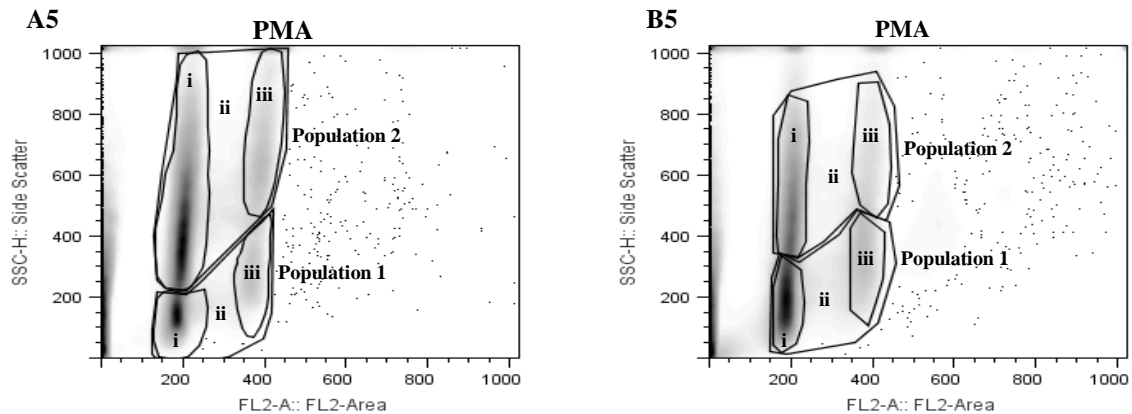 A5
PMA
1000
800
600
400
200
SSC-H:: Side Scatter
i
ii
iii
Population 2
i
ii
iii
Population 1
200
400
600
800
1000
FL2-A:: FL2-Area
B5
PMA
1000
800
600
400
200
SSC-H:: Side Scatter
i
ii
iii
Population 2
i
ii
iii
Population 1
200
400
600
800
1000
FL2-A:: FL2-Area